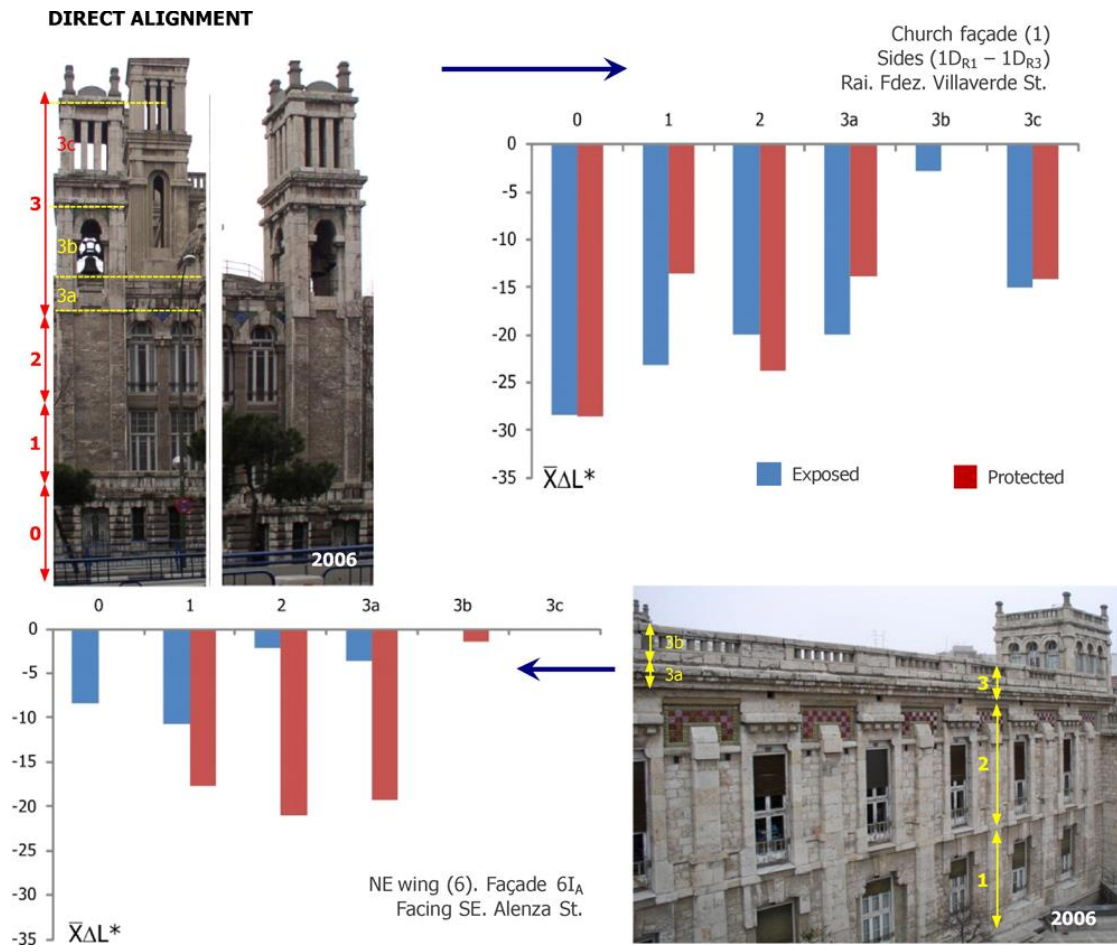 DIRECT ALIGNMENT
Church façade (1)
Sides (1D_R1 – 1D_R3)
Rai. Fdez. Villaverde St.
3c
3
3b
3a
2
1
0
2006
0 1 2 3a 3b 3c
0
-5
-10
-15
-20
-25
-30
-35
X̅ΔL*
Exposed
Protected
0 1 2 3a 3b 3c
0
-5
-10
-15
-20
-25
-30
-35
X̅ΔL*
NE wing (6). Façade 6I_A
Facing SE. Alenza St.
3b
3a
3
2
1
2006